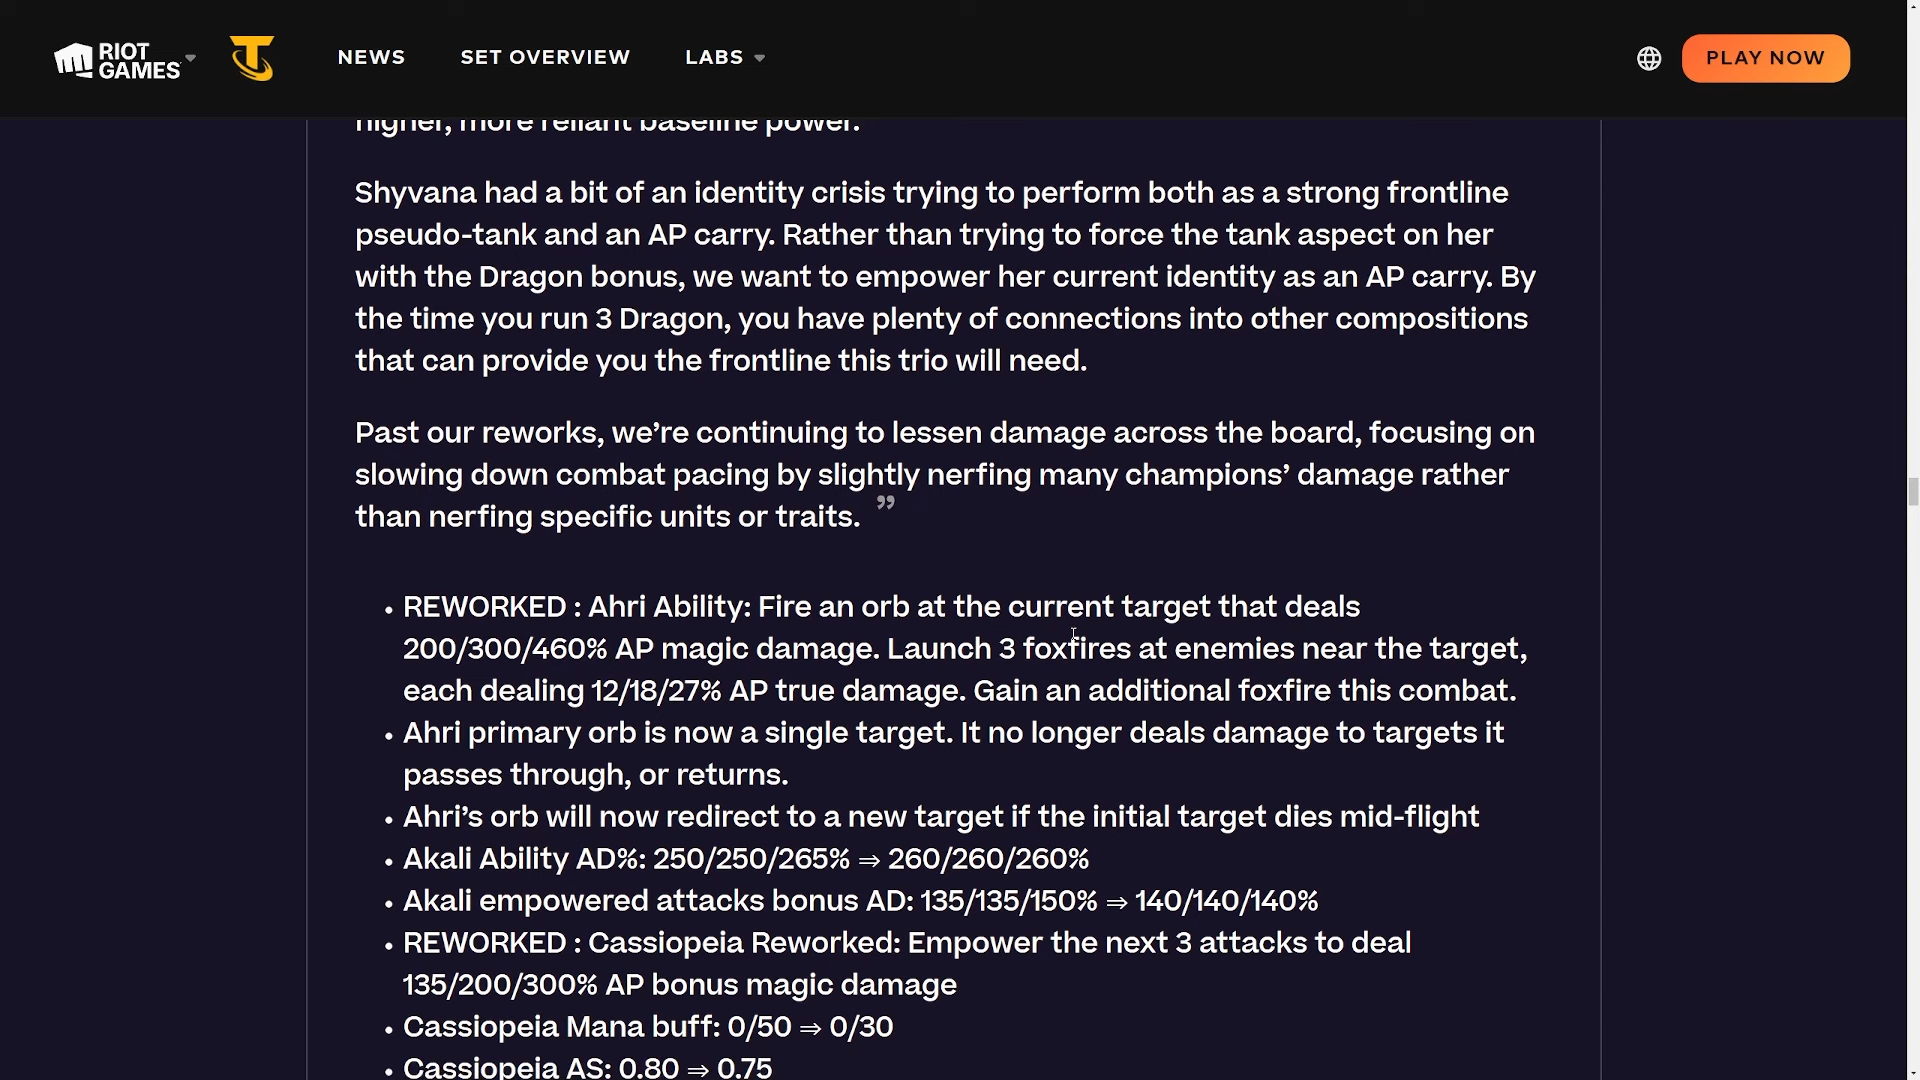 RIOT
GAMES
NEWS
SET OVERVIEW
LABS
PLAY NOW
higher, more reliant baseline power.
Shyvana had a bit of an identity crisis trying to perform both as a strong frontline
pseudo-tank and an AP carry. Rather than trying to force the tank aspect on her
with the Dragon bonus, we want to empower her current identity as an AP carry. By
the time you run 3 Dragon, you have plenty of connections into other compositions
that can provide you the frontline this trio will need.
Past our reworks, we’re continuing to lessen damage across the board, focusing on
slowing down combat pacing by slightly nerfing many champions’ damage rather
than nerfing specific units or traits. ”
• REWORKED : Ahri Ability: Fire an orb at the current target that deals
200/300/460% AP magic damage. Launch 3 foxfires at enemies near the target,
each dealing 12/18/27% AP true damage. Gain an additional foxfire this combat.
• Ahri primary orb is now a single target. It no longer deals damage to targets it
passes through, or returns.
• Ahri’s orb will now redirect to a new target if the initial target dies mid-flight
• Akali Ability AD%: 250/250/265% ⇒ 260/260/260%
• Akali empowered attacks bonus AD: 135/135/150% ⇒ 140/140/140%
• REWORKED : Cassiopeia Reworked: Empower the next 3 attacks to deal
135/200/300% AP bonus magic damage
• Cassiopeia Mana buff: 0/50 ⇒ 0/30
• Cassiopeia AS: 0.80 ⇒ 0.75